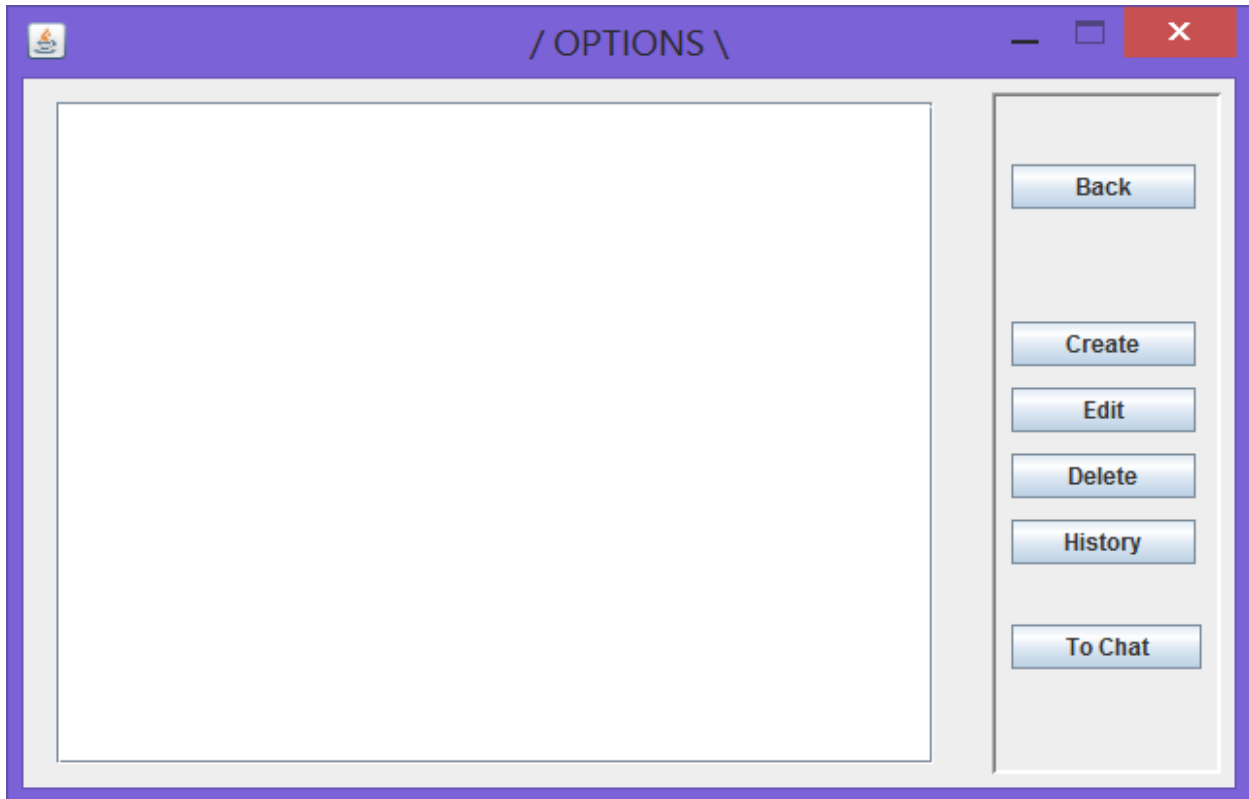 / OPTIONS \
Back
Create
Edit
Delete
History
To Chat